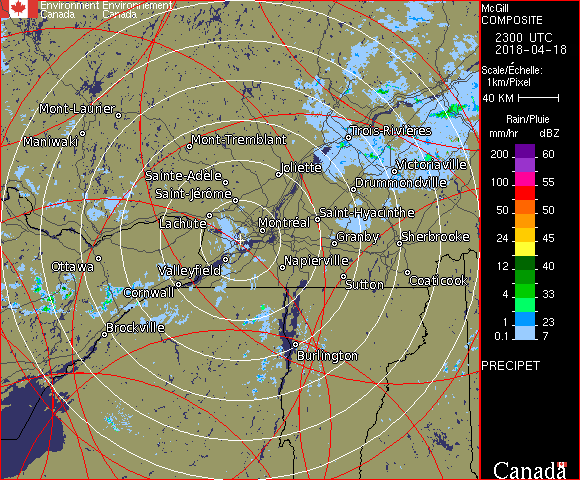 Environment Environnement
Canada Canada
McGill
COMPOSITE
2300 UTC
2018-04-18
Scale/Échelle:
1km/Pixel
40 KM
Rain/Pluie
mm/hr dBZ
200 60
100 55
50 50
24 45
12 40
4 33
1 23
0.1 7
PRECIPET
Canada
Mont-Laurier
Maniwaki
Mont-Tremblant
Trois-Rivières
Joliette
Victoriaville
Sainte-Adèle
Drummondville
Saint-Jérôme
Saint-Hyacinthe
Lachute
Montréal
Granby
Sherbrooke
Ottawa
Valleyfield
Napierville
Sutton
Coaticook
Cornwall
Brockville
Burlington